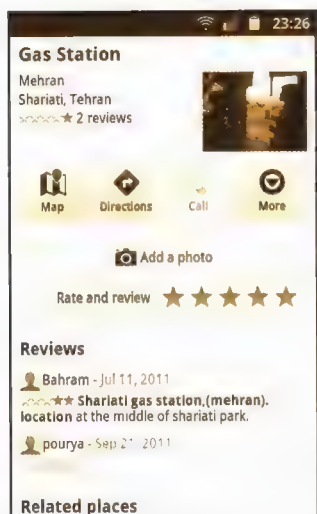 23:26
Gas Station
Mehran
Shariati, Tehran
2 reviews
Map Directions Call More
Add a photo
Rate and review
Reviews
Bahram - Jul 11, 2011
Shariati gas station,(mehran).
location at the middle of shariati park.
pourya - Sep 21, 2011
Related places